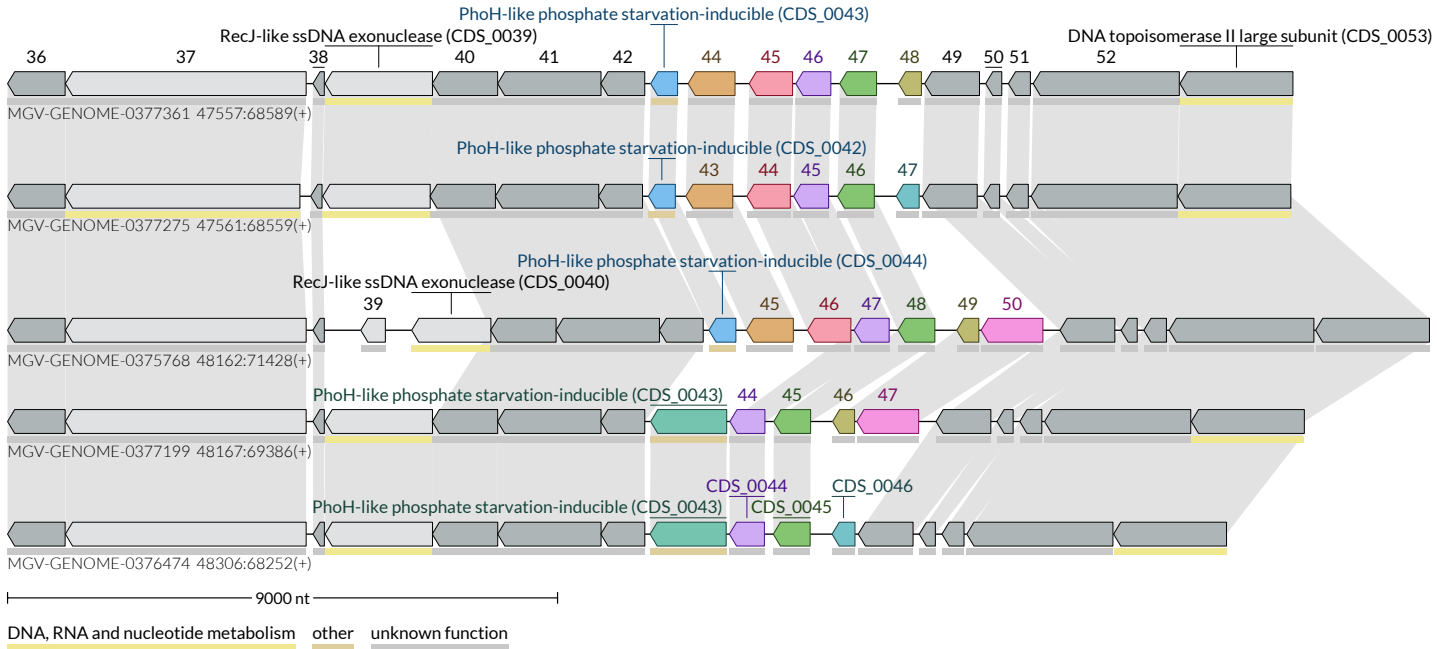 PhoH-like phosphate starvation-inducible (CDS_0043)
RecJ-like ssDNA exonuclease (CDS_0039)
DNA topoisomerase II large subunit (CDS_0053)
36 37 38 40 41 42 44 45 46 47 48 49 50 51 52
MGV-GENOME-0377361 47557:68589(+)
PhoH-like phosphate starvation-inducible (CDS_0042)
43 44 45 46 47
MGV-GENOME-0377275 47561:68559(+)
PhoH-like phosphate starvation-inducible (CDS_0044)
RecJ-like ssDNA exonuclease (CDS_0040)
39 45 46 47 48 49 50
MGV-GENOME-0375768 48162:71428(+)
PhoH-like phosphate starvation-inducible (CDS_0043) 44 45 46 47
MGV-GENOME-0377199 48167:69386(+)
CDS_0044 CDS_0046
PhoH-like phosphate starvation-inducible (CDS_0043) CDS_0045
MGV-GENOME-0376474 48306:68252(+)
9000 nt
DNA, RNA and nucleotide metabolism other unknown function